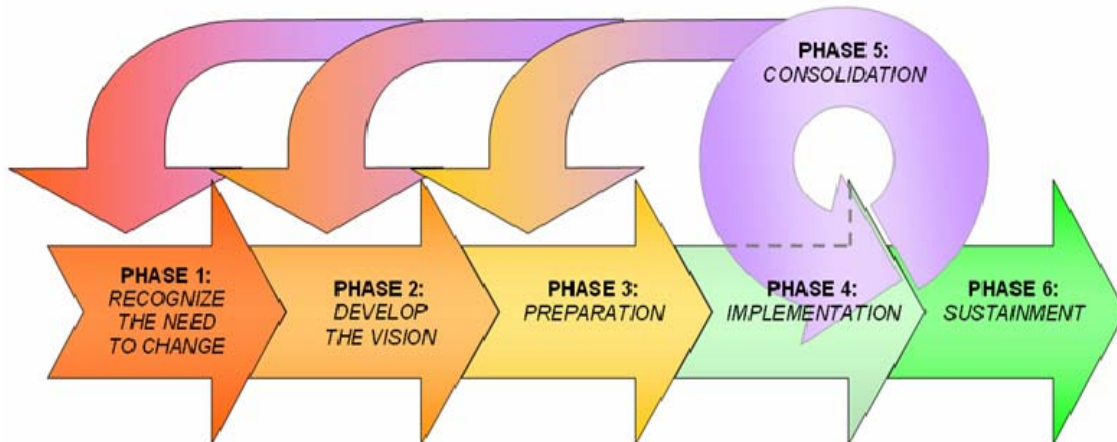 PHASE 5:
CONSOLIDATION
PHASE 1:
RECOGNIZE
THE NEED
TO CHANGE
PHASE 2:
DEVELOP
THE VISION
PHASE 3:
PREPARATION
PHASE 4:
IMPLEMENTATION
PHASE 6:
SUSTAINMENT